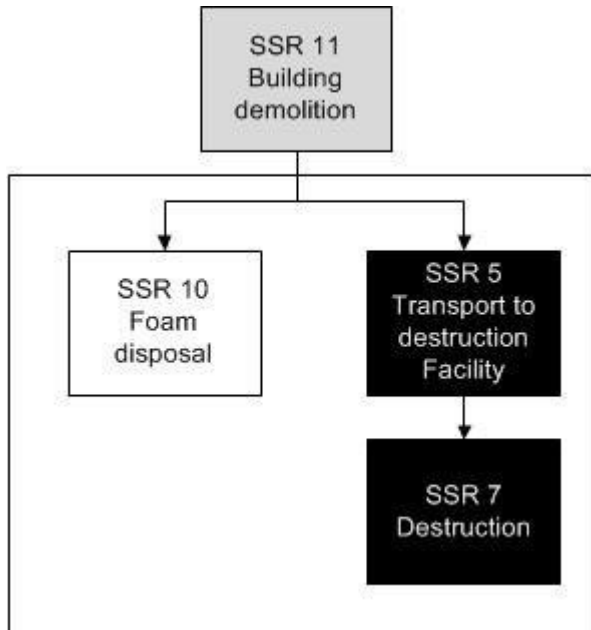 SSR 11
Building
demolition
SSR 10
Foam
disposal
SSR 5
Transport to
destruction
Facility
SSR 7
Destruction